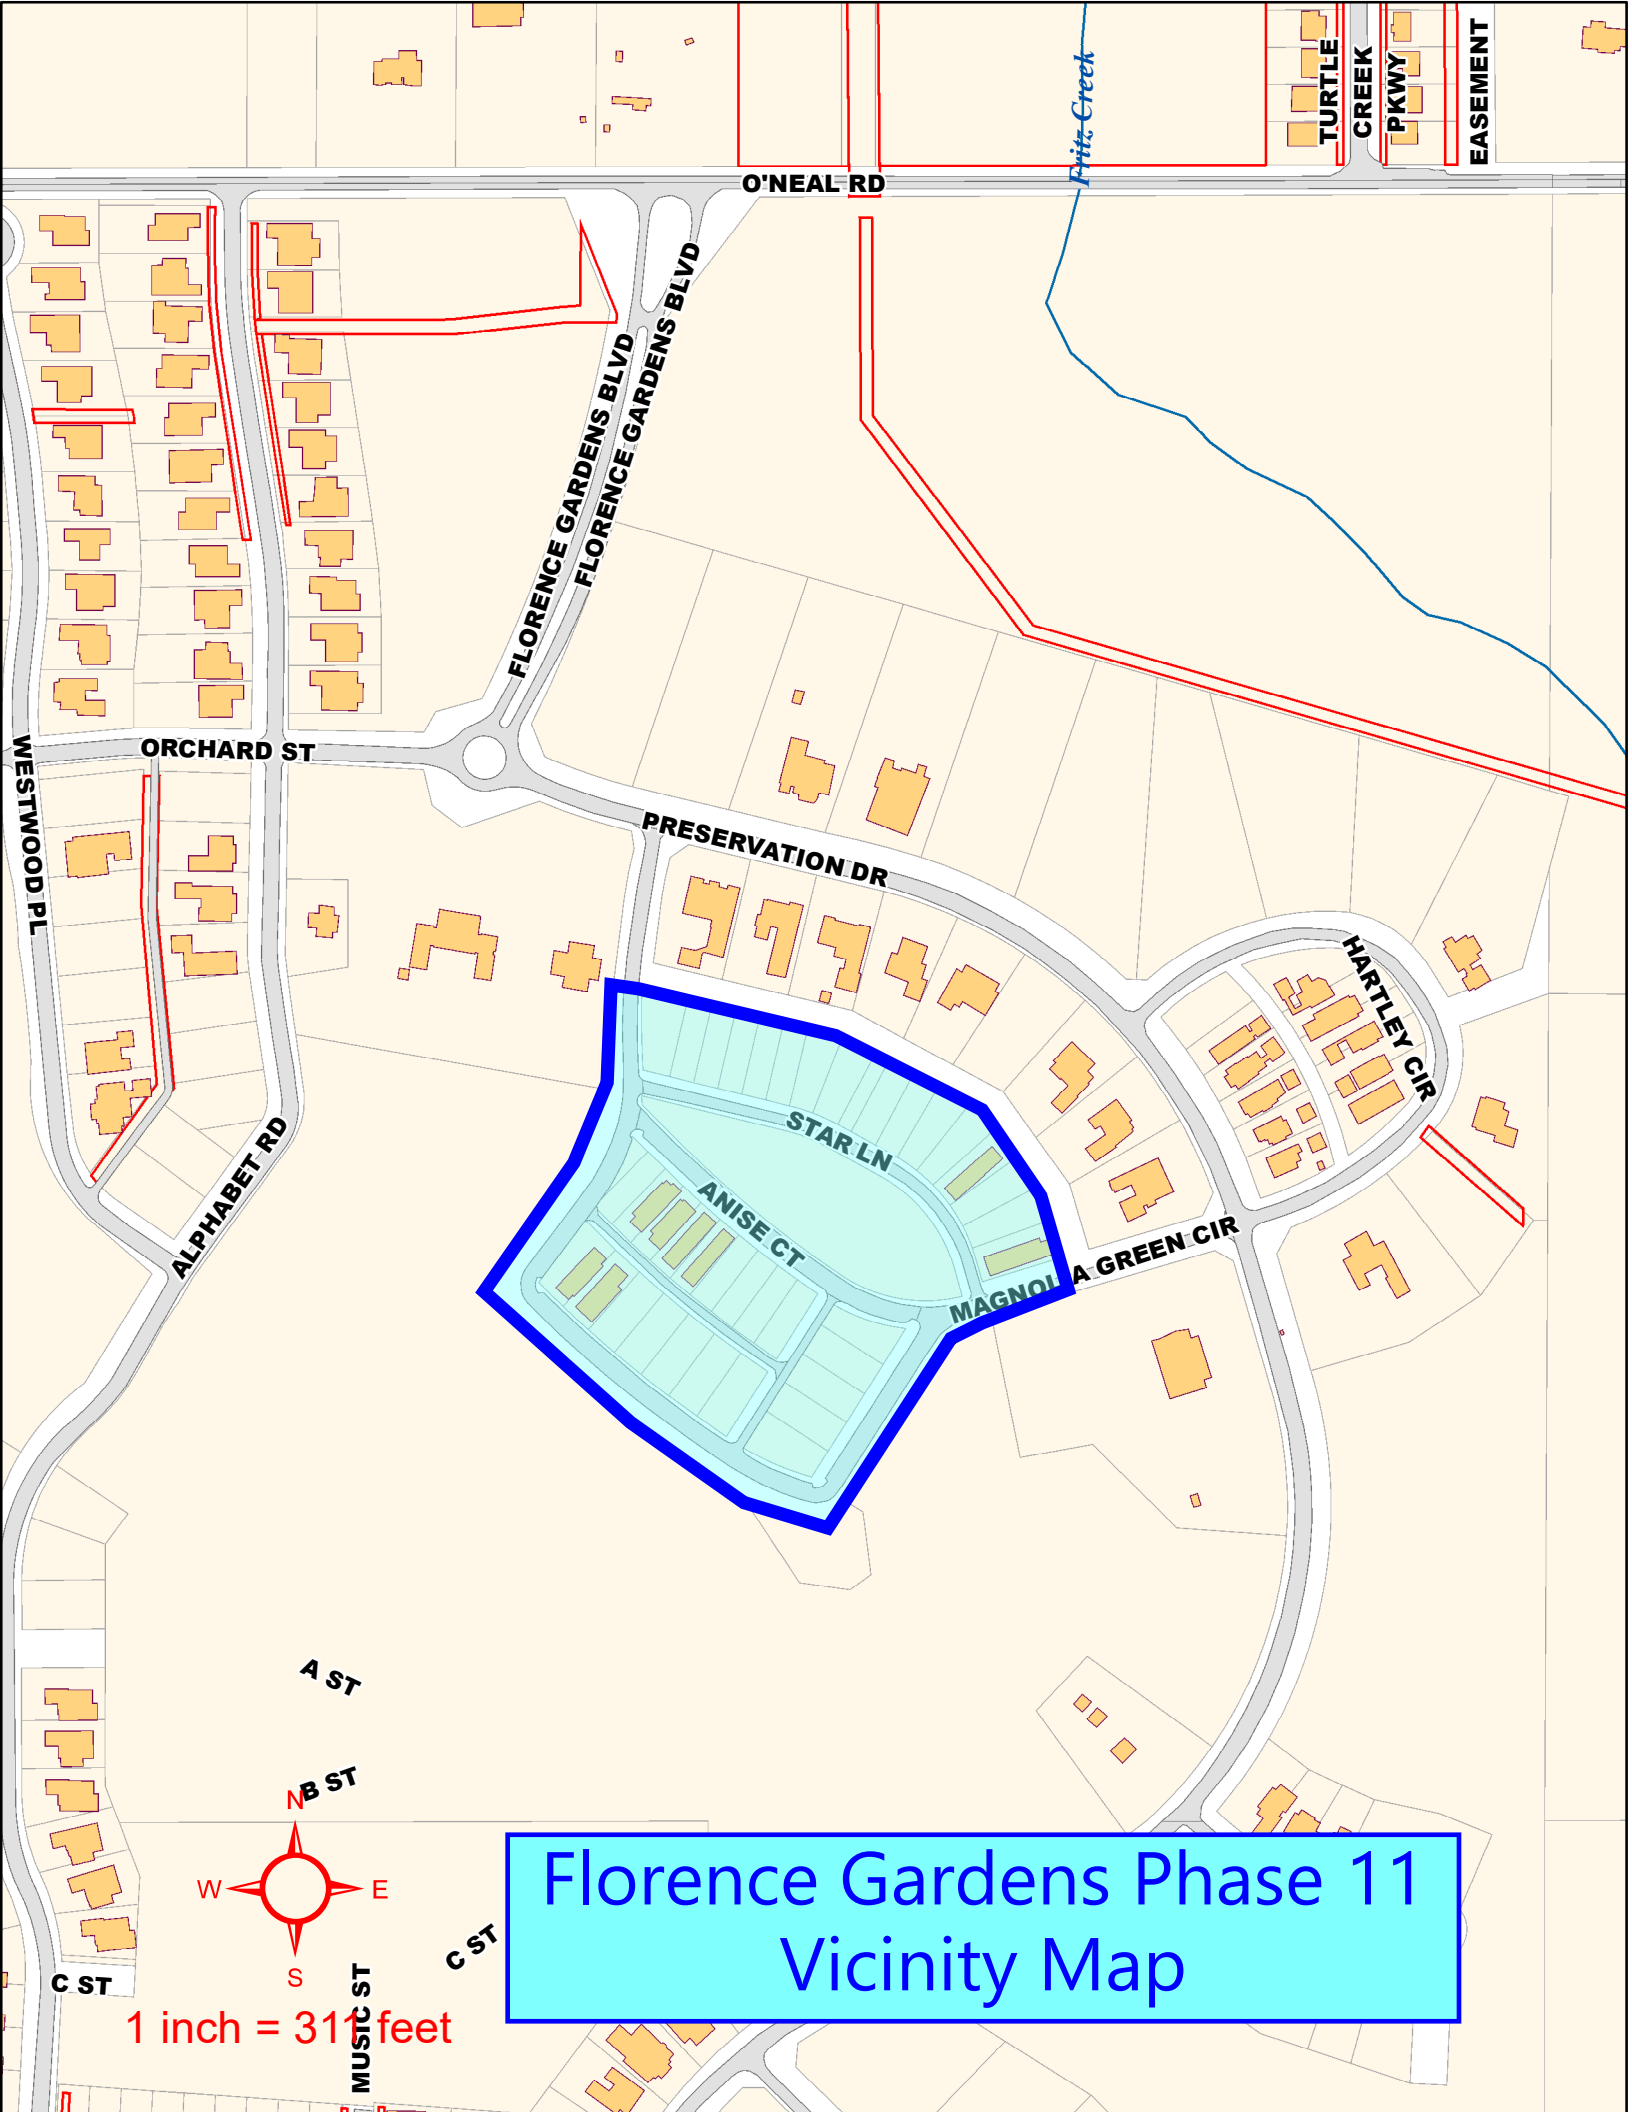 TURTLE
CREEK
PKWY
EASEMENT
Fritz Creek
O'NEAL RD
FLORENCE GARDENS BLVD
FLORENCE GARDENS BLVD
ORCHARD ST
WESTWOOD PL
PRESERVATION DR
HARTLEY CIR
STAR LN
ANISE CT
ALPHABET RD
MAGNOLIA GREEN CIR
A ST
B ST
N
W
E
S
C ST
C ST
MUSIC ST
1 inch = 311 feet
Florence Gardens Phase 11
Vicinity Map